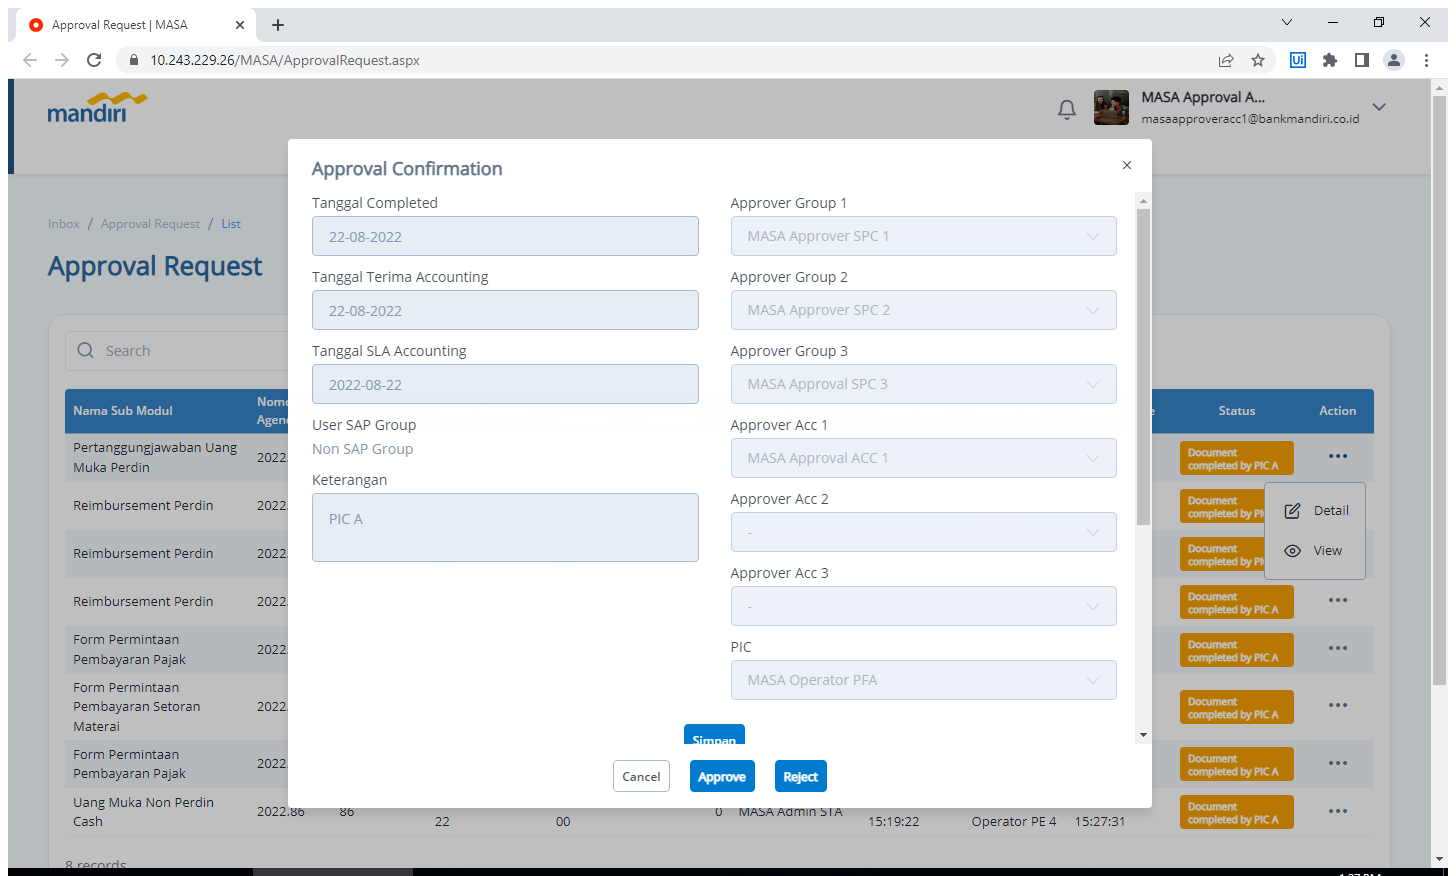 Approval Request | MASA
10.243.229.26/MASA/ApprovalRequest.aspx
mandiri
MASA Approval A...
masaapproveracc1@bankmandiri.co.id
Inbox / Approval Request / List
Approval Request
Search
Approval Confirmation
Tanggal Completed
22-08-2022
Tanggal Terima Accounting
22-08-2022
Tanggal SLA Accounting
2022-08-22
User SAP Group
Non SAP Group
Keterangan
PIC A
Approver Group 1
MASA Approver SPC 1
Approver Group 2
MASA Approver SPC 2
Approver Group 3
MASA Approval SPC 3
Approver Acc 1
MASA Approval ACC 1
Approver Acc 2
-
Approver Acc 3
-
PIC
MASA Operator PFA
Simpan
Cancel
Approve
Reject
Nama Sub Modul
Status
Action
Pertanggungjawaban Uang
Muka Perdin
2022.
Document
completed by PIC A
Detail
View
Reimbursement Perdin
2022.
Document
completed by
Reimbursement Perdin
2022.
Document
completed by
Reimbursement Perdin
2022.
Document
completed by PIC A
Form Permintaan
Pembayaran Pajak
2022.
Document
completed by PIC A
Form Permintaan
Pembayaran Setoran
Materai
2022.
Document
completed by PIC A
Form Permintaan
Pembayaran Pajak
2022.
Document
completed by PIC A
Uang Muka Non Perdin
Cash
2022.86
86
22
00
0
MASA Admin STA
15:19:22
Operator PE 4
15:27:31
Document
completed by PIC A
8 records